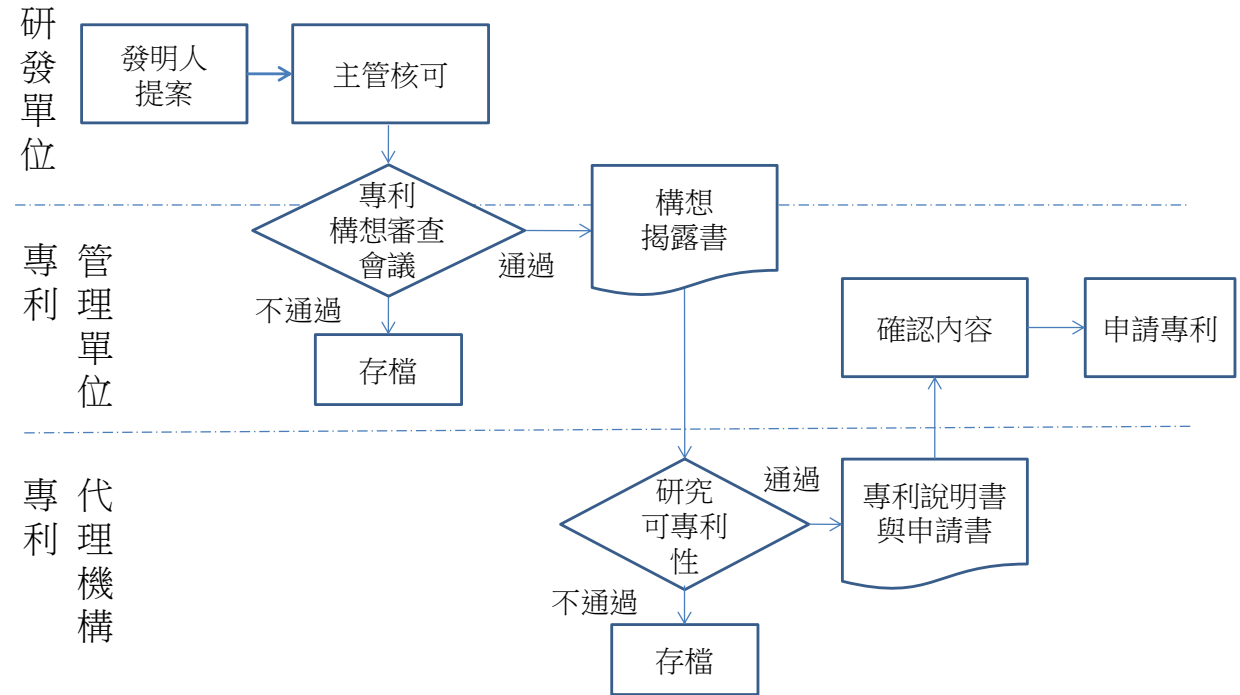 研發單位
發明人
提案
主管核可
專利
構想審查
會議
通過
構想
揭露書
不通過
存檔
專利
管理單位
確認內容
申請專利
專利
代理機構
研究
可專利
性
通過
專利說明書
與申請書
不通過
存檔